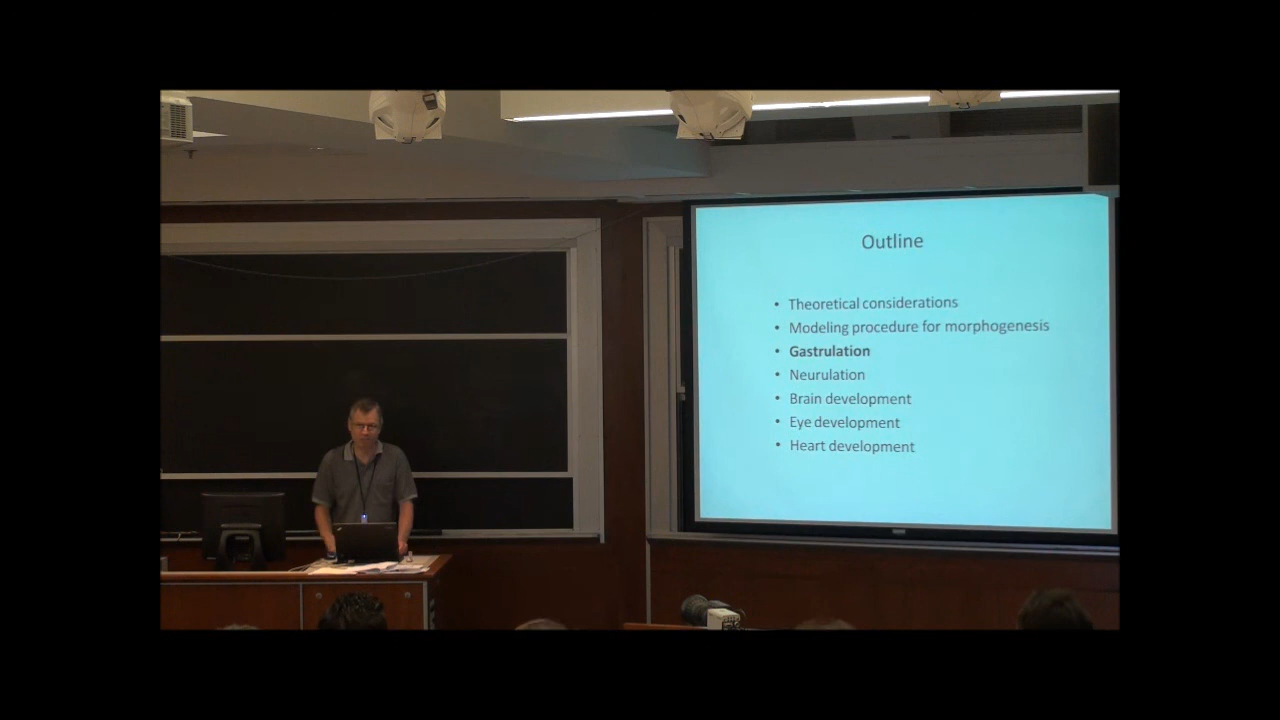 Outline
• Theoretical considerations
• Modeling procedure for morphogenesis
• Gastrulation
• Neurulation
• Brain development
• Eye development
• Heart development